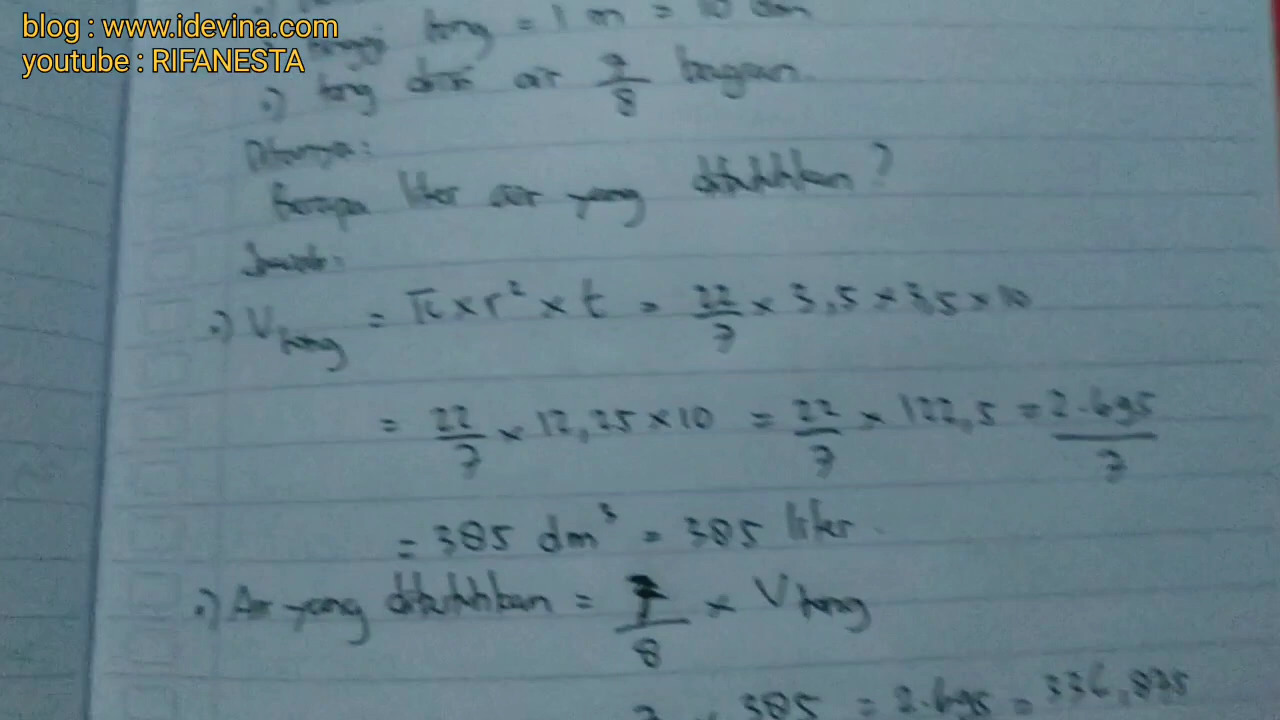 blog : www.idevina.com
youtube : RIFANESTA
tinggi tong = 1 m = 10 dm
.) tong diisi air 7/8 bagian.
Ditanya:
Berapa liter air yang dibutuhkan?
Jawab:
.) V tong = π × r² × t = 22/7 × 3,5 × 3,5 × 10
= 22/7 × 12,25 × 10 = 22/7 × 122,5 = 2.695/7
= 385 dm³ = 385 liter.
.) Air yang dibutuhkan = 7/8 × V tong
385 = 2.695 = 336,875